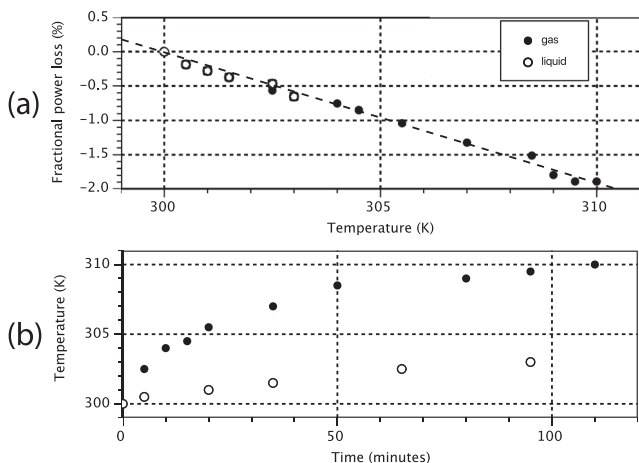 (a)
Fractional power loss (%)
0.5
0.0
−0.5
−1.0
−1.5
−2.0
gas
liquid
300
305
310
Temperature (K)
(b)
Temperature (K)
310
305
300
0
50
100
Time (minutes)